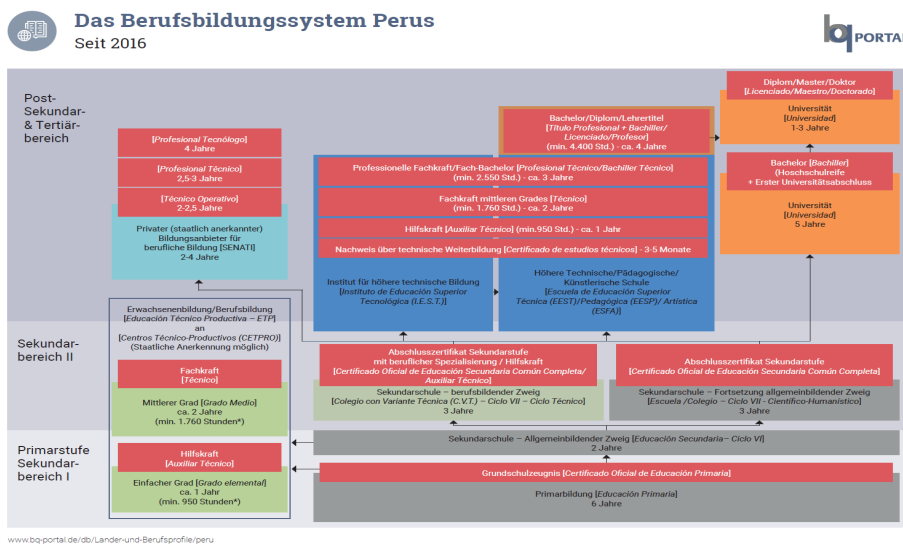 Das Berufsbildungssystem Perus
Seit 2016
bq PORTAL
Post-
Sekundar-
& Tertiär-
bereich
[Profesional Tecnólogo]
4 Jahre
[Profesional Técnico]
2,5-3 Jahre
[Técnico Operativo]
2-2,5 Jahre
Privater (staatlich anerkannter)
Bildungsanbieter für
berufliche Bildung [SENATI]
2-4 Jahre
Bachelor/Diplom/Lehrertitel
[Titulo Profesional + Bachiller/
Licenciado/Profesor]
(min. 4.400 Std.) - ca. 4 Jahre
Professionelle Fachkraft/Fach-Bachelor [Profesional Técnico/Bachiller Técnico]
(min. 2.550 Std.) - ca. 3 Jahre
Fachkraft mittleren Grades [Técnico]
(min. 1.760 Std.) - ca. 2 Jahre
Hilfskraft [Auxiliar Técnico] (min.950 Std.) - ca. 1 Jahr
Nachweis über technische Weiterbildung [Certificado de estudios técnicos] - 3-5 Monate
Institut für höhere technische Bildung
[Instituto de Educación Superior
Tecnológica (I.E.S.T.)]
Höhere Technische/Pädagogische/
Künstlerische Schule
[Escuela de Educación Superior
Técnica (EEST)/Pedagógica (EESP)/ Artística
(ESFA)]
Diplom/Master/Doktor
[Licenciado/Maestro/Doctorado]
Universität
[Universidad]
1-3 Jahre
Bachelor [Bachiller]
(Hochschulreife
+ Erster Universitätsabschluss
Universität
[Universidad]
5 Jahre
Erwachsenenbildung/Berufsbildung
[Educación Técnico Productiva – ETP]
an
[Centros Técnico-Productivos (CETPRO)]
(Staatliche Anerkennung möglich)
Sekundar-
bereich II
Fachkraft
[Técnico]
Mittlerer Grad [Grado Medio]
ca. 2 Jahre
(min. 1.760 Stunden*)
Abschlusszertifikat Sekundarstufe
mit beruflicher Spezialisierung / Hilfskraft
[Certificado Oficial de Educación Secundaria Común Completa/
Auxiliar Técnico]
Sekundarschule – Berufsbildender Zweig
[Colegio con Variante Técnica (C.V.T.) – Ciclo VII – Ciclo Técnico]
3 Jahre
Abschlusszertifikat Sekundarstufe
[Certificado Oficial de Educación Secundaria Común Completa]
Sekundarschule – Fortsetzung allgemeinbildender Zweig
[Escuela /Colegio – Ciclo VII - Científico-Humanístico]
3 Jahre
Primarstufe
Sekundar-
bereich I
Sekundarschule – Allgemeinbildender Zweig [Educación Secundaria– Ciclo VI]
2 Jahre
Hilfskraft
[Auxiliar Técnico]
Einfacher Grad [Grado elemental]
ca. 1 Jahr
(min. 950 Stunden*)
Grundschulzeugnis [Certificado Oficial de Educación Primaria]
Primarbildung [Educación Primaria]
6 Jahre
www.bq-portal.de/db/Länder-und-Berufsprofile/peru